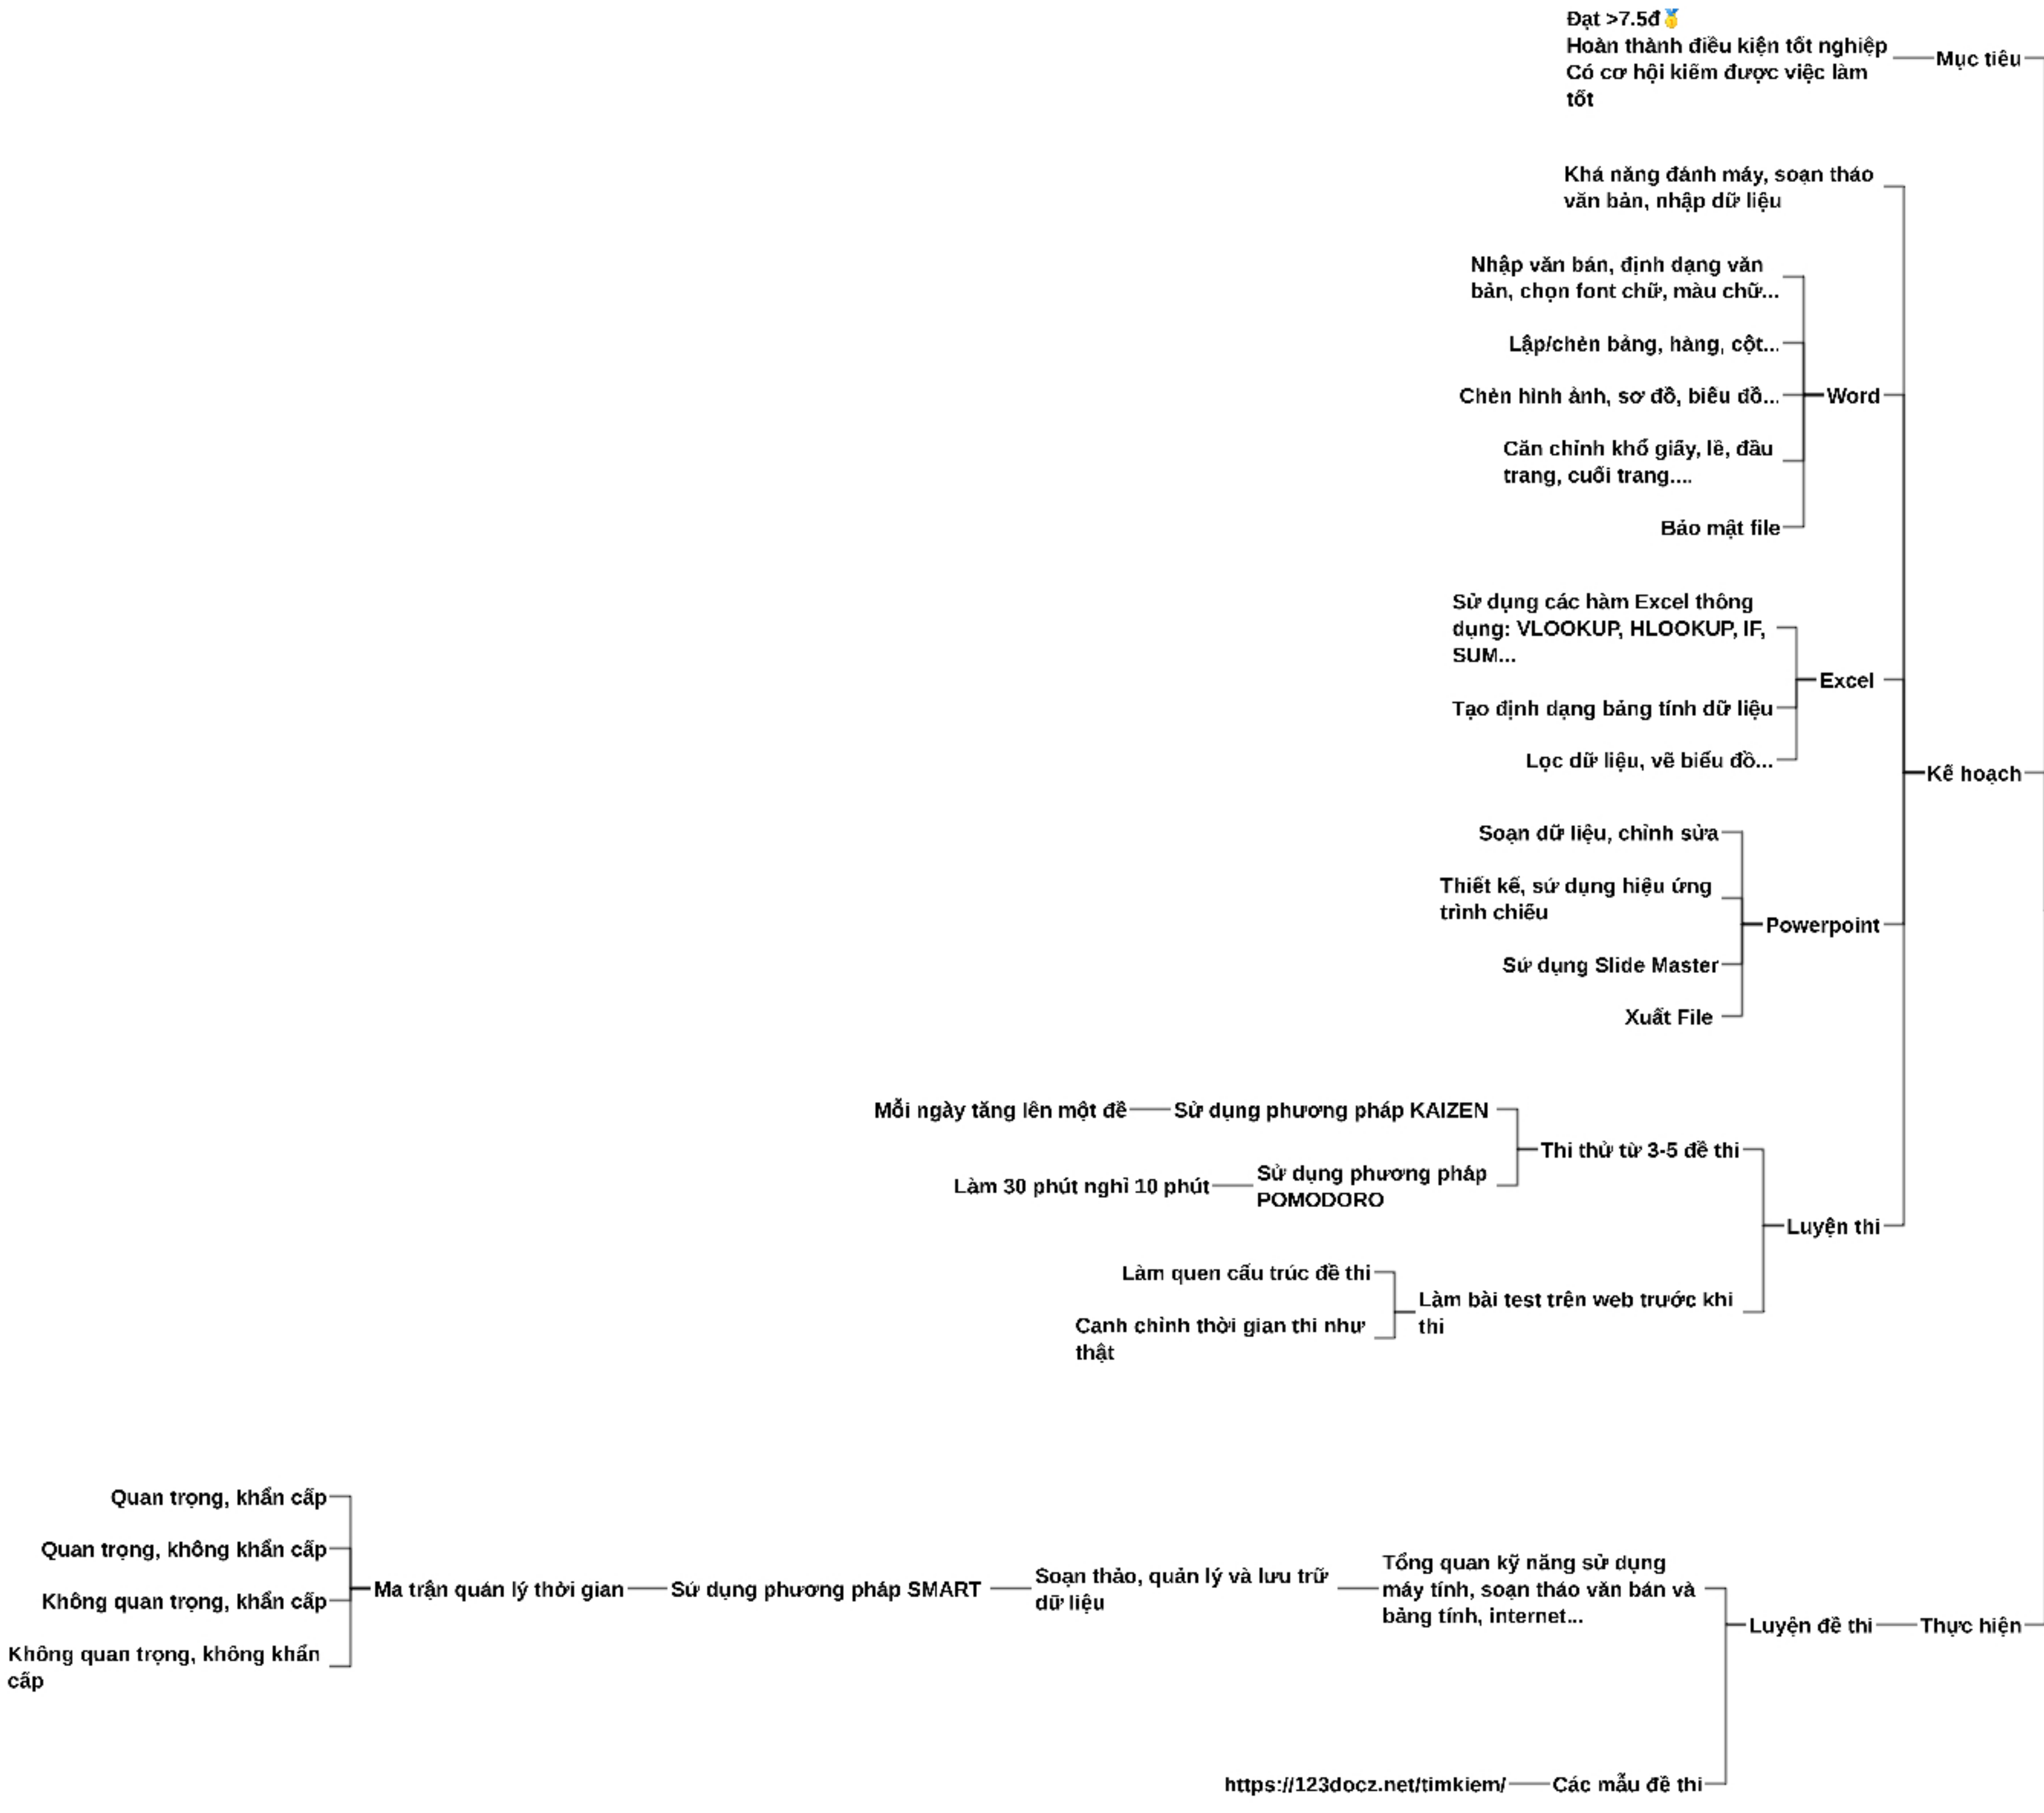 Đạt >7.5đ🥇
Hoàn thành điều kiện tốt nghiệp
Có cơ hội kiếm được việc làm
tốt
Mục tiêu
Khả năng đánh máy, soạn thảo
văn bản, nhập dữ liệu
Nhập văn bản, định dạng văn
bản, chọn font chữ, màu chữ...
Lập/chèn bảng, hàng, cột...
Chèn hình ảnh, sơ đồ, biểu đồ...
Word
Căn chỉnh khổ giấy, lề, đầu
trang, cuối trang....
Bảo mật file
Sử dụng các hàm Excel thông
dụng: VLOOKUP, HLOOKUP, IF,
SUM...
Excel
Tạo định dạng bảng tính dữ liệu
Lọc dữ liệu, vẽ biểu đồ...
Kế hoạch
Soạn dữ liệu, chỉnh sửa
Thiết kế, sử dụng hiệu ứng
trình chiếu
Powerpoint
Sử dụng Slide Master
Xuất File
Mỗi ngày tăng lên một đề
Sử dụng phương pháp KAIZEN
Thi thử từ 3-5 đề thi
Làm 30 phút nghỉ 10 phút
Sử dụng phương pháp
POMODORO
Luyện thi
Làm quen cấu trúc đề thi
Làm bài test trên web trước khi
thi
Canh chỉnh thời gian thi như
thật
Quan trọng, khẩn cấp
Quan trọng, không khẩn cấp
Không quan trọng, khẩn cấp
Không quan trọng, không khẩn
cấp
Ma trận quản lý thời gian
Sử dụng phương pháp SMART
Soạn thảo, quản lý và lưu trữ
dữ liệu
Tổng quan kỹ năng sử dụng
máy tính, soạn thảo văn bản và
bảng tính, internet...
Luyện đề thi
Thực hiện
https://123docz.net/timkiem/
Các mẫu đề thi